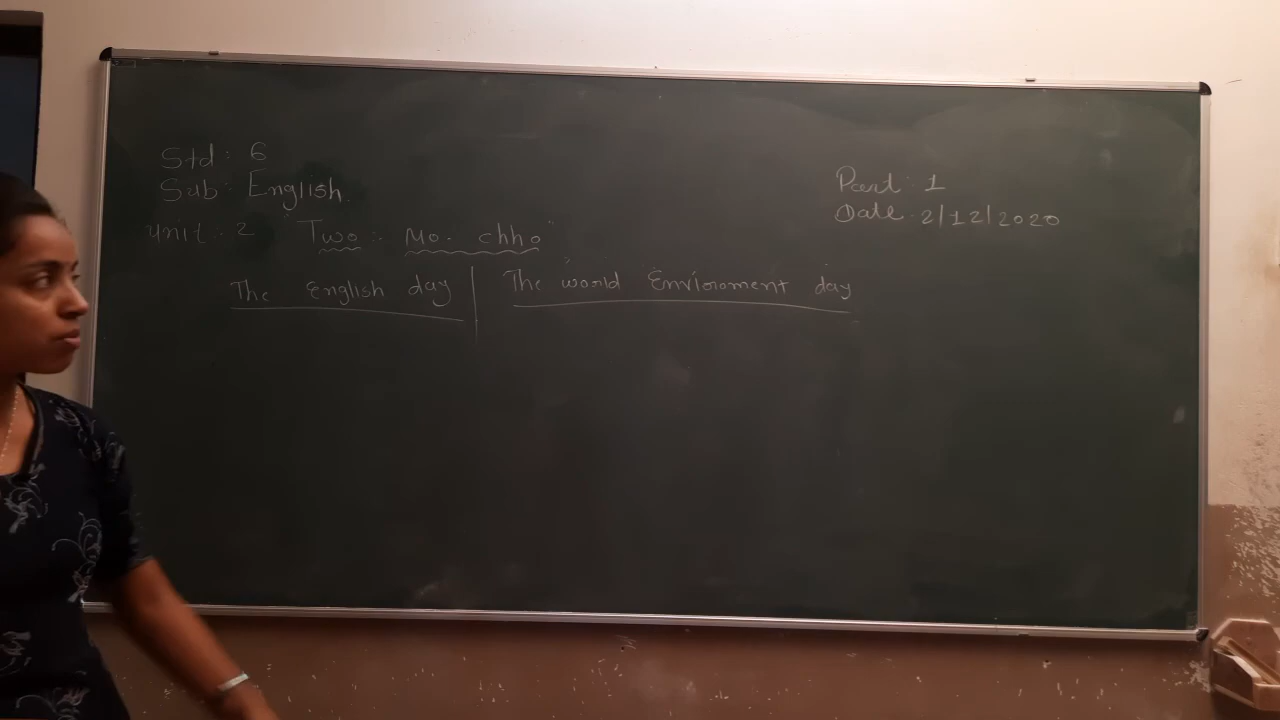 Std : 6
Sub : English.
Part : 1
Date. 2/12/2020
Unit : 2 "Two :- Mo. chho"
The English day | The world Envioroment day